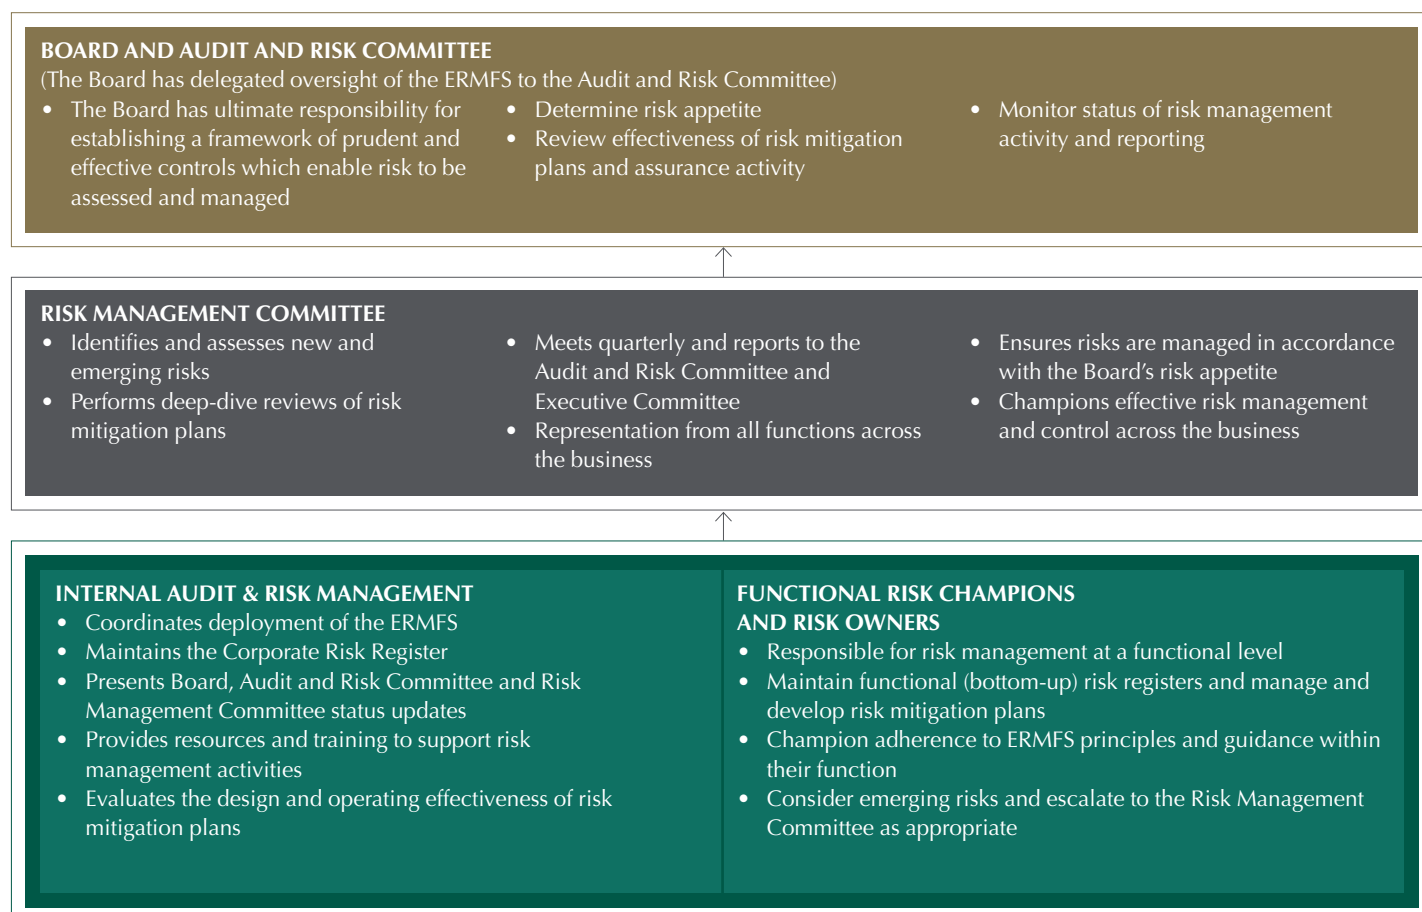 BOARD AND AUDIT AND RISK COMMITTEE
(The Board has delegated oversight of the ERMFS to the Audit and Risk Committee)
• The Board has ultimate responsibility for
establishing a framework of prudent and
effective controls which enable risk to be
assessed and managed
• Determine risk appetite
• Review effectiveness of risk mitigation
plans and assurance activity
• Monitor status of risk management
activity and reporting
RISK MANAGEMENT COMMITTEE
• Identifies and assesses new and
emerging risks
• Performs deep-dive reviews of risk
mitigation plans
• Meets quarterly and reports to the
Audit and Risk Committee and
Executive Committee
• Representation from all functions across
the business
• Ensures risks are managed in accordance
with the Board’s risk appetite
• Champions effective risk management
and control across the business
INTERNAL AUDIT & RISK MANAGEMENT
• Coordinates deployment of the ERMFS
• Maintains the Corporate Risk Register
• Presents Board, Audit and Risk Committee and Risk
Management Committee status updates
• Provides resources and training to support risk
management activities
• Evaluates the design and operating effectiveness of risk
mitigation plans
FUNCTIONAL RISK CHAMPIONS
AND RISK OWNERS
• Responsible for risk management at a functional level
• Maintain functional (bottom-up) risk registers and manage and
develop risk mitigation plans
• Champion adherence to ERMFS principles and guidance within
their function
• Consider emerging risks and escalate to the Risk Management
Committee as appropriate